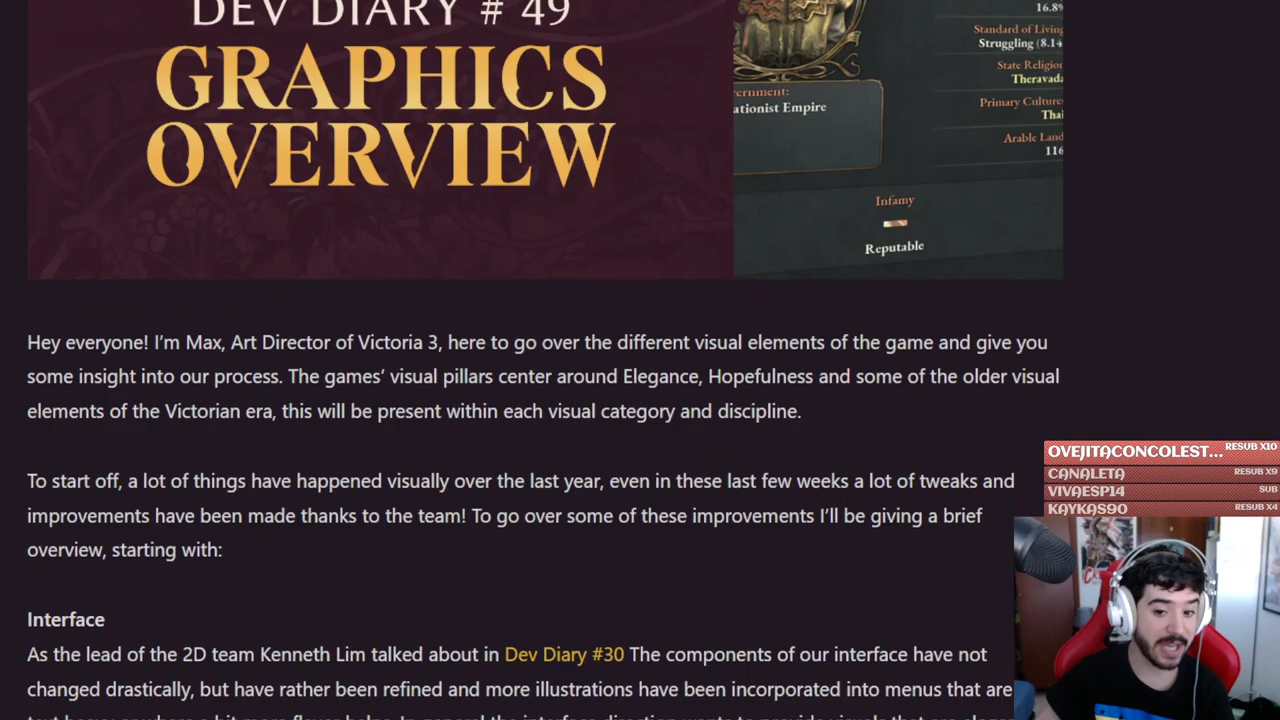 DEV DIARY # 49
GRAPHICS
OVERVIEW
16.8%
Standard of Living
Struggling (8.14
State Religion
Theravada
Primary Culture
Thai
Arable Land
116
ernment:
ationist Empire
Infamy
Reputable
Hey everyone! I'm Max, Art Director of Victoria 3, here to go over the different visual elements of the game and give you
some insight into our process. The games' visual pillars center around Elegance, Hopefulness and some of the older visual
elements of the Victorian era, this will be present within each visual category and discipline.
To start off, a lot of things have happened visually over the last year, even in these last few weeks a lot of tweaks and
improvements have been made thanks to the team! To go over some of these improvements I'll be giving a brief
overview, starting with:
Interface
As the lead of the 2D team Kenneth Lim talked about in Dev Diary #30 The components of our interface have not
changed drastically, but have rather been refined and more illustrations have been incorporated into menus that are
OVEJITACONCOLEST... RESUB X10
CANALETA RESUB X9
VIVAESP14 SUB
KAYKAS90 RESUB X4